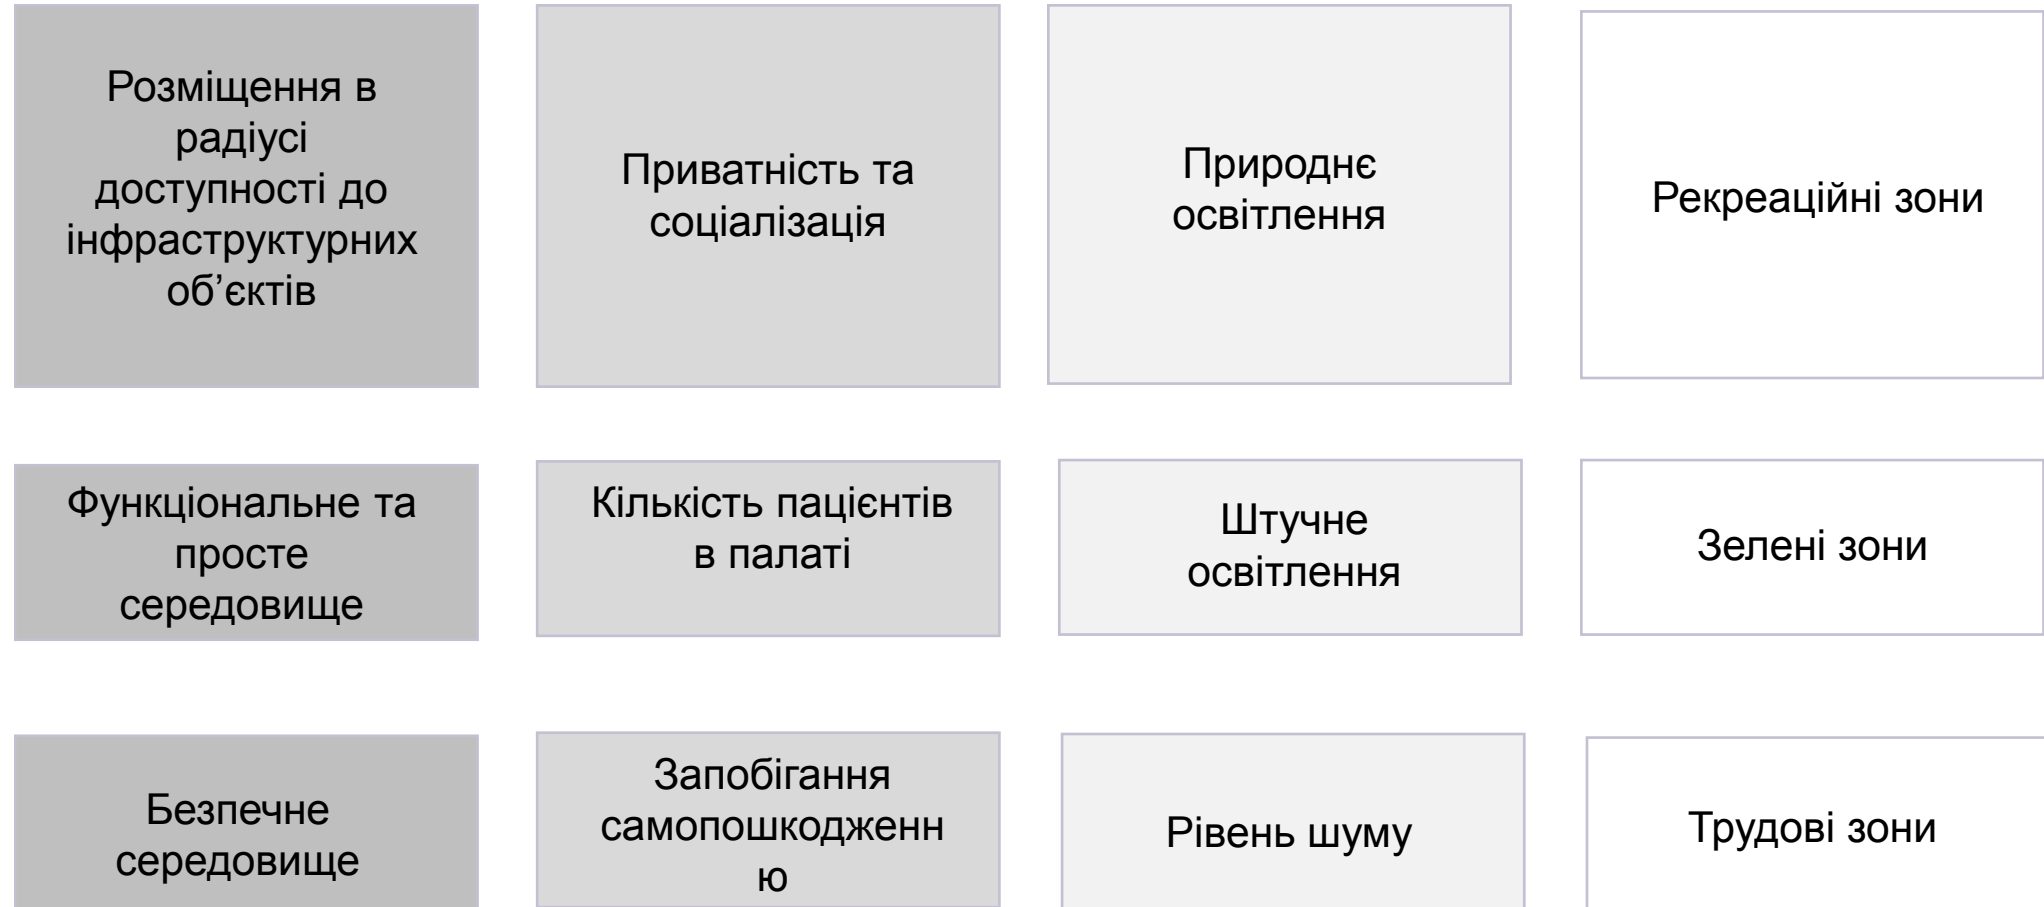 Розміщення в
радіусі
доступності до
інфраструктурних
об’єктів
Приватність та
соціалізація
Природнє
освітлення
Рекреаційні зони
Функціональне та
просте
середовище
Кількість пацієнтів
в палаті
Штучне
освітлення
Зелені зони
Безпечне
середовище
Запобігання
самопошкодженн
ю
Рівень шуму
Трудові зони